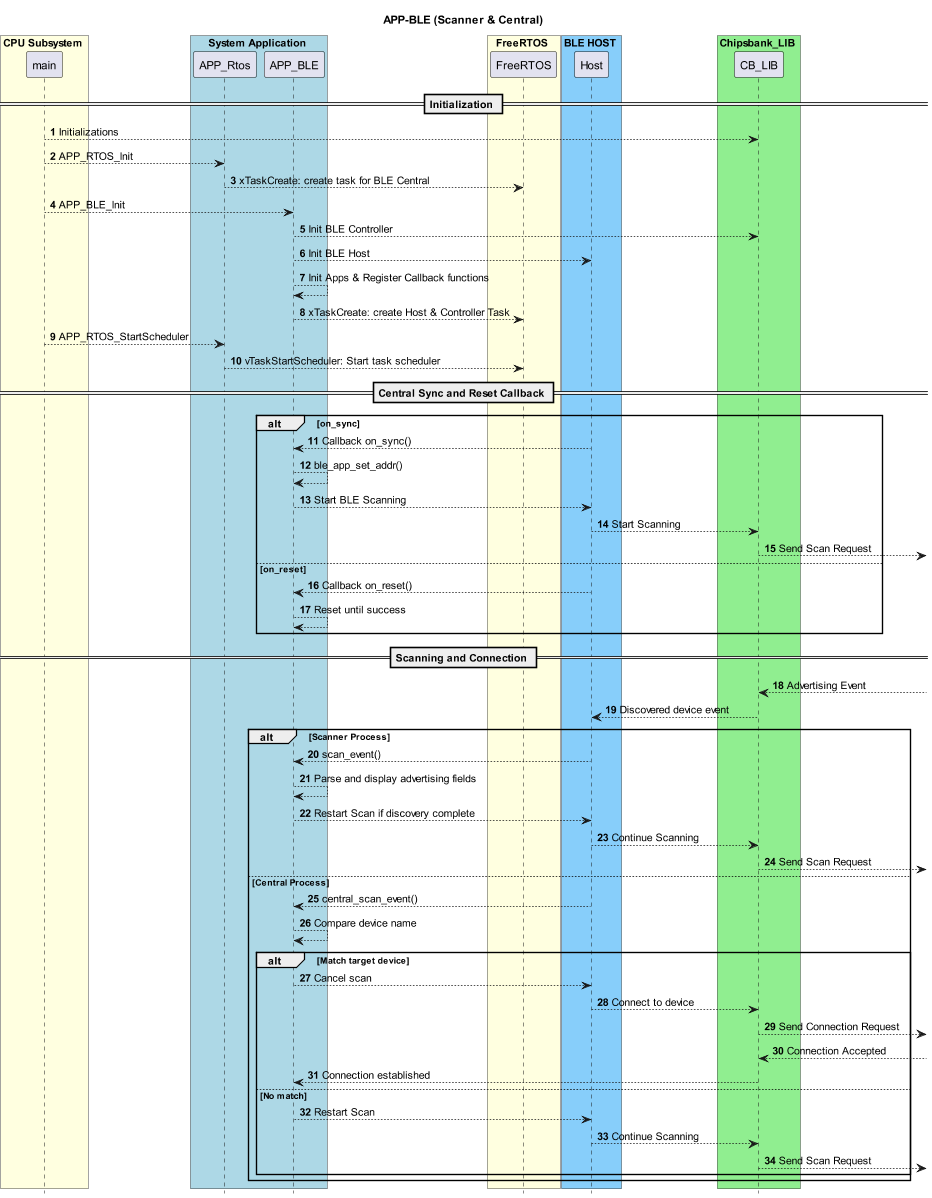 APP-BLE (Scanner & Central)
CPU Subsystem
System Application
FreeRTOS
BLE HOST
Chipsbank_LIB
main
APP_Rtos
APP_BLE
FreeRTOS
Host
CB_LIB
Initialization
1 Initializations
2 APP_RTOS_Init
3 xTaskCreate: create task for BLE Central
4 APP_BLE_Init
5 Init BLE Controller
6 Init BLE Host
7 Init Apps & Register Callback functions
8 xTaskCreate: create Host & Controller Task
9 APP_RTOS_StartScheduler
10 vTaskStartScheduler: Start task scheduler
Central Sync and Reset Callback
alt [on_sync]
11 Callback on_sync()
12 ble_app_set_addr()
13 Start BLE Scanning
14 Start Scanning
15 Send Scan Request
[on_reset]
16 Callback on_reset()
17 Reset until success
Scanning and Connection
18 Advertising Event
19 Discovered device event
alt [Scanner Process]
20 scan_event()
21 Parse and display advertising fields
22 Restart Scan if discovery complete
23 Continue Scanning
24 Send Scan Request
[Central Process]
25 central_scan_event()
26 Compare device name
alt [Match target device]
27 Cancel scan
28 Connect to device
29 Send Connection Request
30 Connection Accepted
31 Connection established
[No match]
32 Restart Scan
33 Continue Scanning
34 Send Scan Request